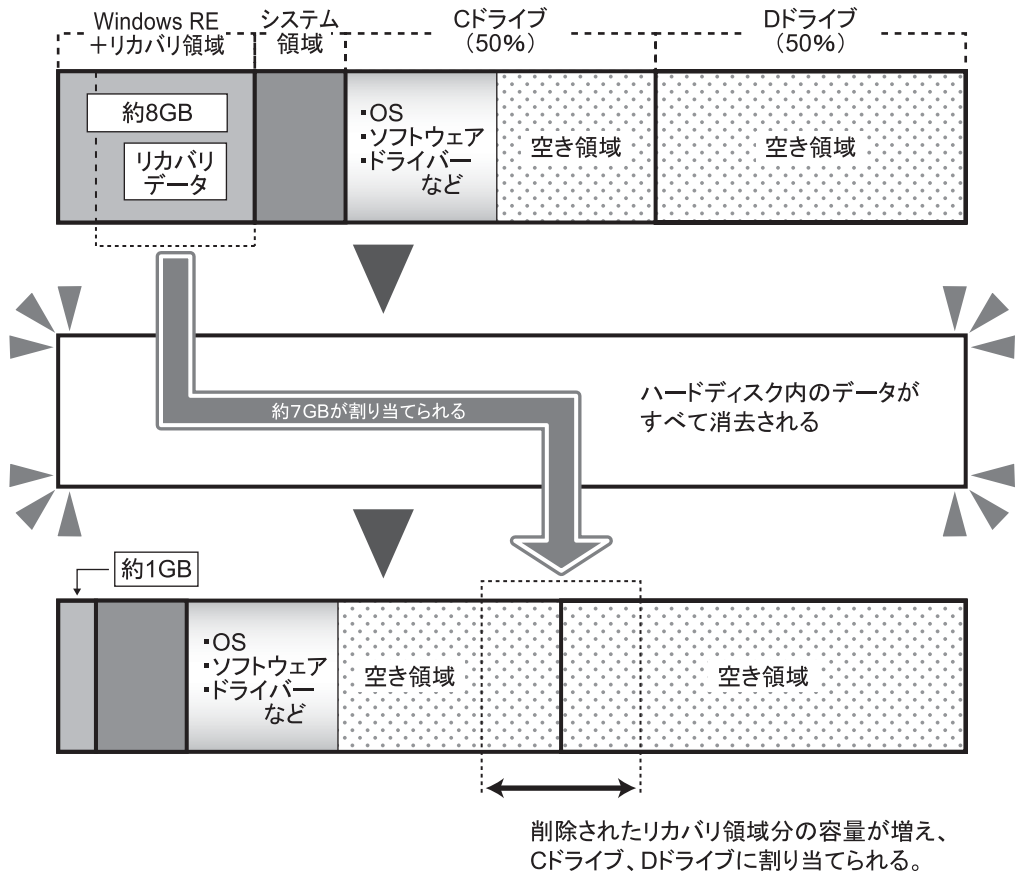 Windows RE
＋リカバリ領域
システム
領域
Cドライブ
（50％）
Dドライブ
（50％）
約8GB
リカバリ
データ
▪OS
▪ソフトウェア
▪ドライバー
など
空き領域
空き領域
約7GBが割り当てられる
ハードディスク内のデータが
すべて消去される
約1GB
▪OS
▪ソフトウェア
▪ドライバー
など
空き領域
空き領域
削除されたリカバリ領域分の容量が増え、
Cドライブ、Dドライブに割り当てられる。